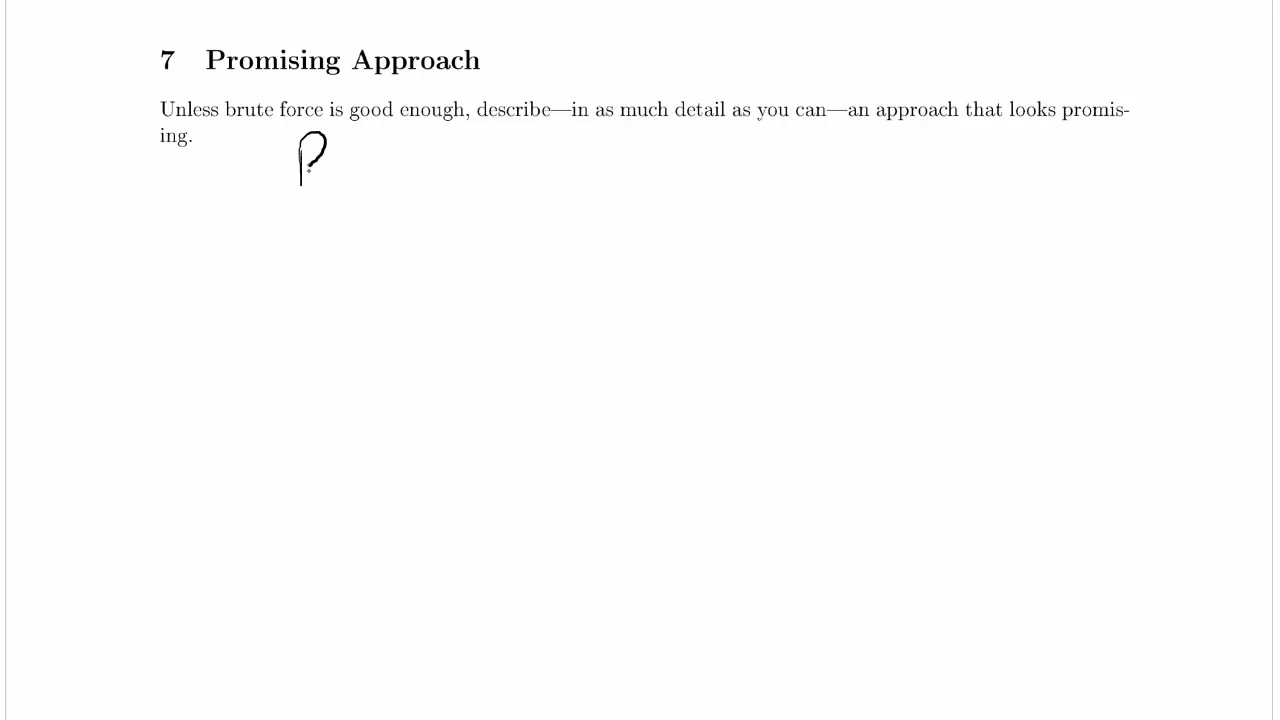 7 Promising Approach
Unless brute force is good enough, describe—in as much detail as you can—an approach that looks promis-
ing.
P